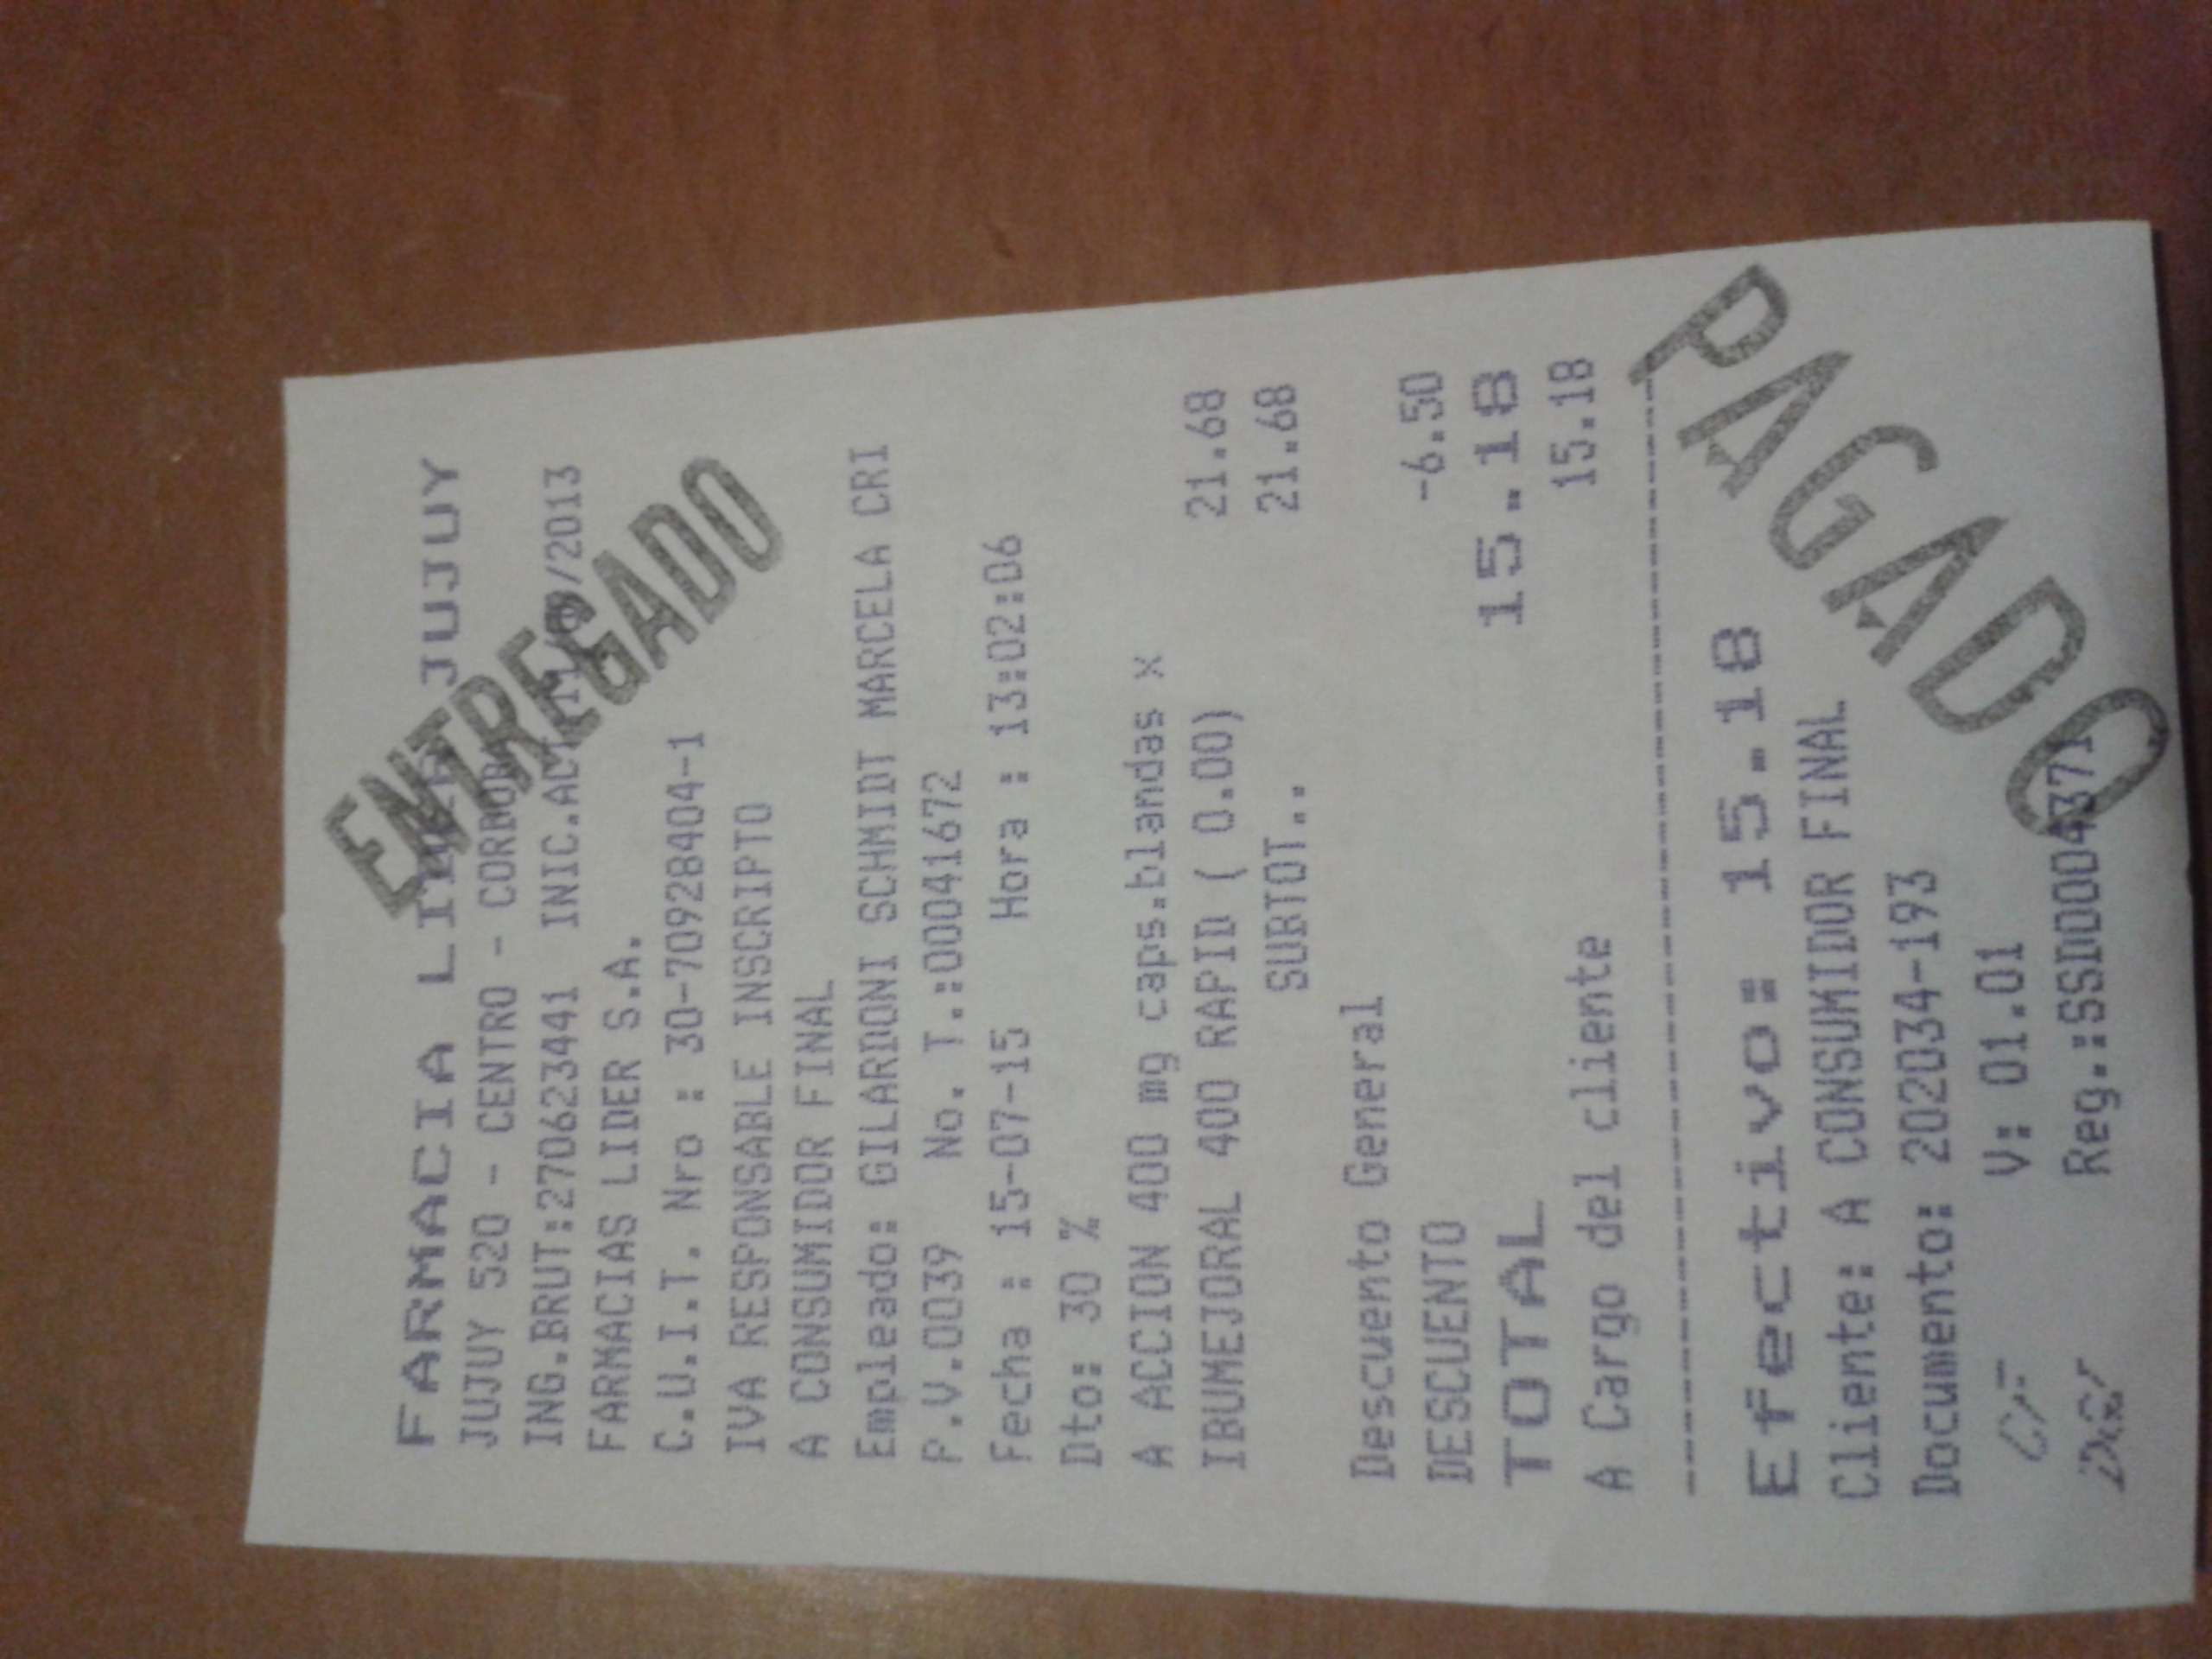 FARMACIA LIDER JUJUY
JUJUY 520 - CENTRO - CORDOBA
ING.BRUT:270623441 INIC.ACT 11/ /2013
FARMACIAS LIDER S.A.
C.U.I.T. Nro : 30-70928404-1
IVA RESPONSABLE INSCRIPTO
A CONSUMIDOR FINAL
Empleado: GILARDONI SCHMIDT MARCELA CRI
P.V.0039 No. T.:00041672
Fecha : 15-07-15 Hora : 13:02:06
Dto: 30 %
A ACCION 400 mg caps.blandas x
IBUMEJORAL 400 RAPID ( 0.00) 21.68
SUBTOT.. 21.68
Descuento General
DESCUENTO -6.50
TOTAL 15.18
A Cargo del cliente 15.18
Efectivo: 15.18
Cliente: A CONSUMIDOR FINAL
Documento: 202034-193
CF V: 01.01
DGI Reg.:SSD0004371
ENTREGADO
PAGADO